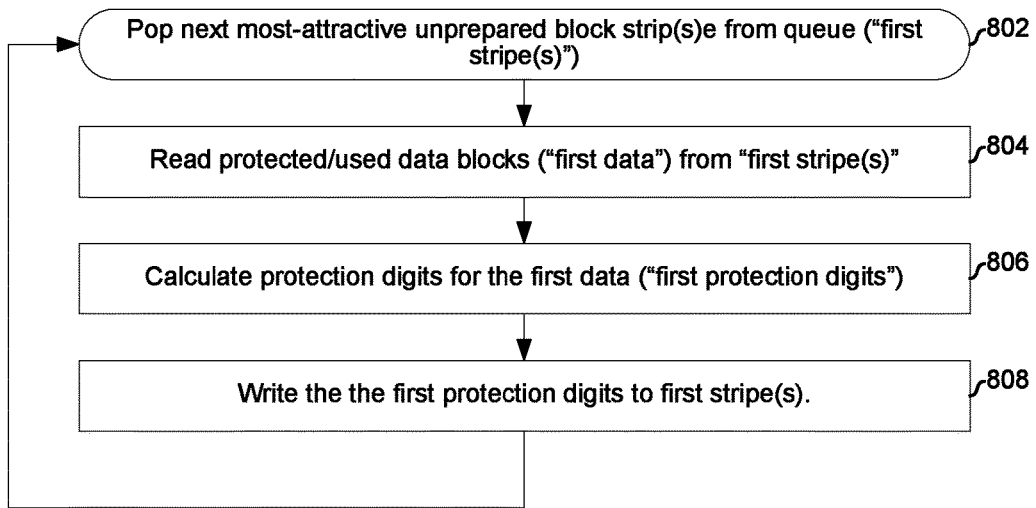 Pop next most-attractive unprepared block strip(s)e from queue (“first
stripe(s)”)
802
Read protected/used data blocks (“first data”) from “first stripe(s)”
804
Calculate protection digits for the first data (“first protection digits”)
806
Write the the first protection digits to first stripe(s).
808